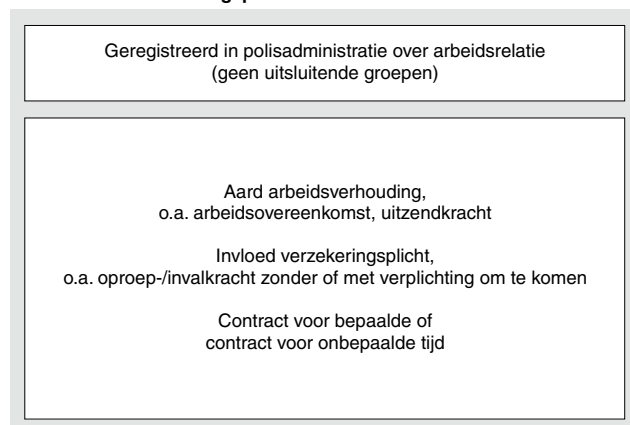 Geregistreerd in polisadministratie over arbeidsrelatie
(geen uitsluitende groepen)
Aard arbeidsverhouding,
o.a. arbeidsovereenkomst, uitzendkracht
Invloed verzekeringsplicht,
o.a. oproep-/invalkracht zonder of met verplichting om te komen
Contract voor bepaalde of
contract voor onbepaalde tijd